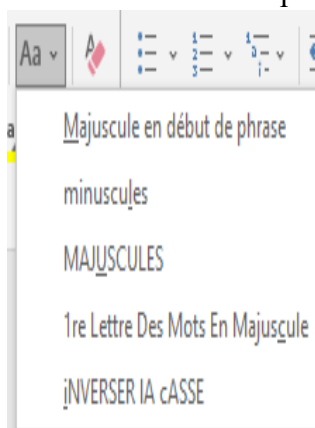 Aa
Majuscule en début de phrase
minuscules
MAJUSCULES
1re Lettre Des Mots En Majuscule
iNVERSER lA cASSE